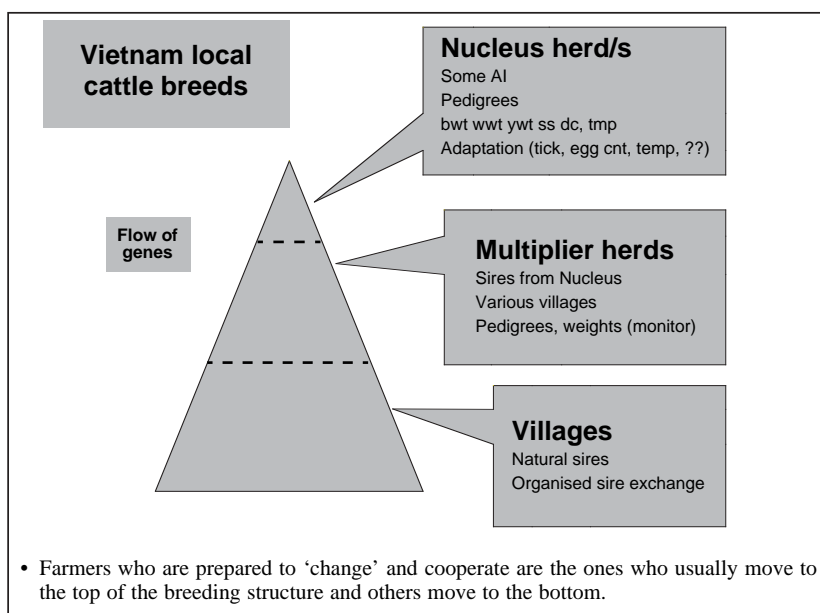 Vietnam local
cattle breeds
Nucleus herd/s
Some AI
Pedigrees
bwt wwt ywt ss dc, tmp
Adaptation (tick, egg cnt, temp, ??)
Flow of
genes
Multiplier herds
Sires from Nucleus
Various villages
Pedigrees, weights (monitor)
Villages
Natural sires
Organised sire exchange
• Farmers who are prepared to ‘change’ and cooperate are the ones who usually move to
the top of the breeding structure and others move to the bottom.